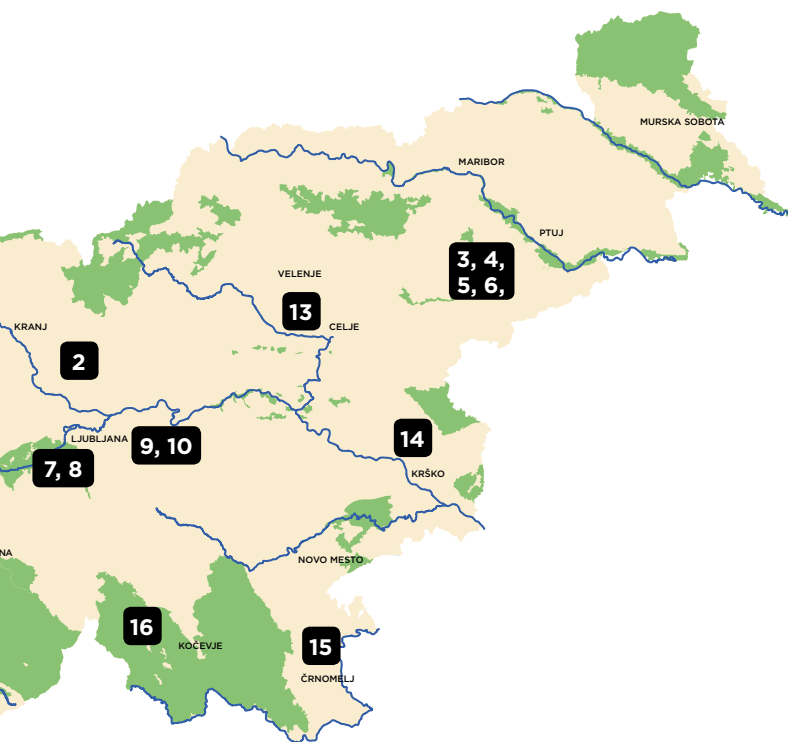 MURSKA SOBOTA
MARIBOR
PTUJ
3, 4,
5, 6,
VELENJE
13
CELJE
KRANJ
2
LJUBLJANA
9, 10
14
7, 8
KRŠKO
NA
NOVO MESTO
16
KOČEVJE
15
ČRNOMELJ